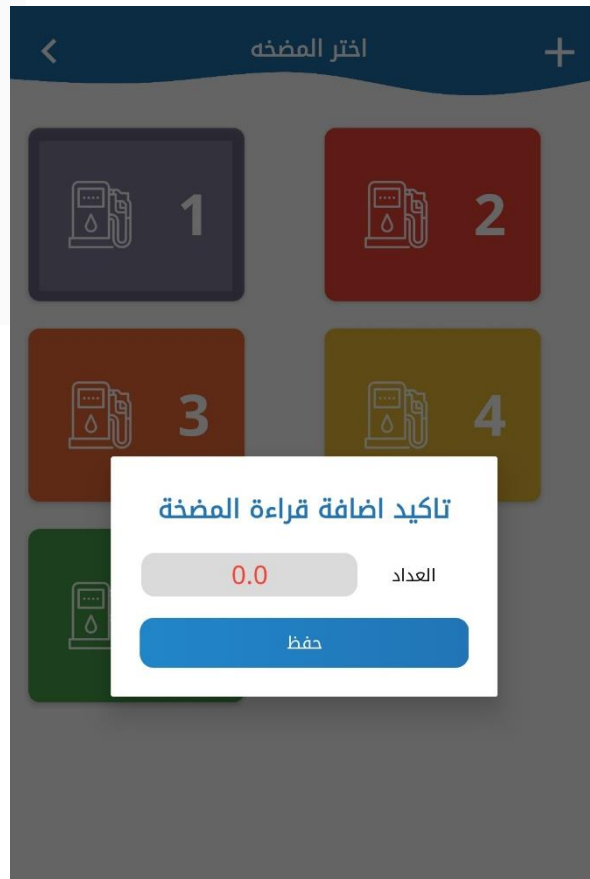 اختر المضخه
1
2
3
4
تاكيد اضافة قراءة المضخة
العداد
0.0
حفظ